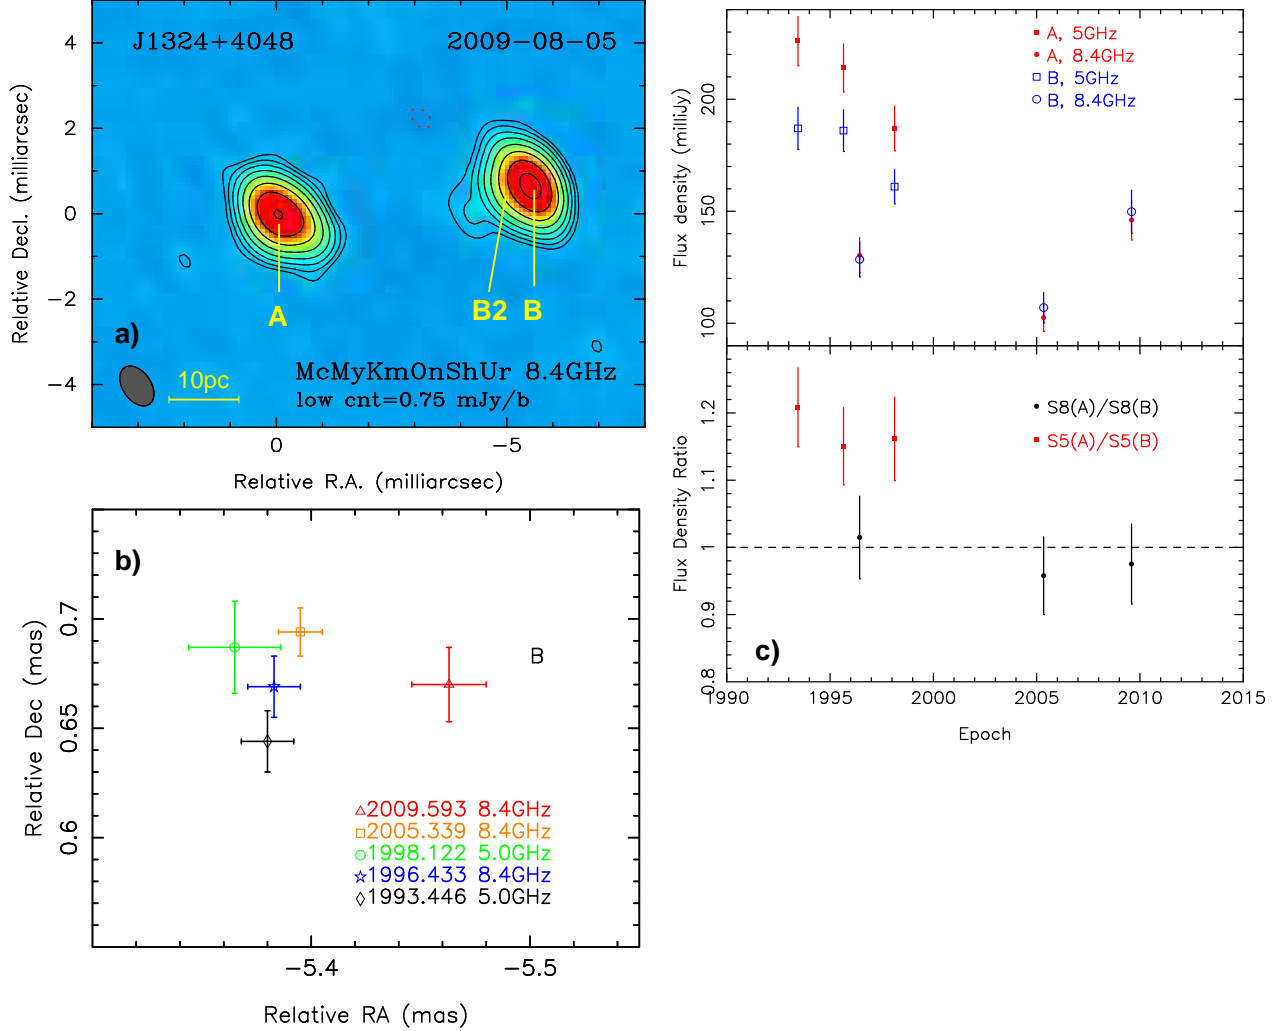 J1324+4048 2009-08-05
Relative Decl. (milliarcsec)
4
2
0
−2
−4
A
B2 B
a)
10pc
McMyKmOnShUr 8.4GHz
low cnt=0.75 mJy/b
0 −5
Relative R.A. (milliarcsec)
b)
Relative Dec (mas)
0.7
0.65
0.6
B
2009.593 8.4GHz
2005.339 8.4GHz
1998.122 5.0GHz
1996.433 8.4GHz
1993.446 5.0GHz
−5.4 −5.5
Relative RA (mas)
Flux density (milliJy)
200
150
100
A, 5GHz
A, 8.4GHz
B, 5GHz
B, 8.4GHz
Flux Density Ratio
1.2
1.1
1
0.9
0.8
S8(A)/S8(B)
S5(A)/S5(B)
c)
1990 1995 2000 2005 2010 2015
Epoch